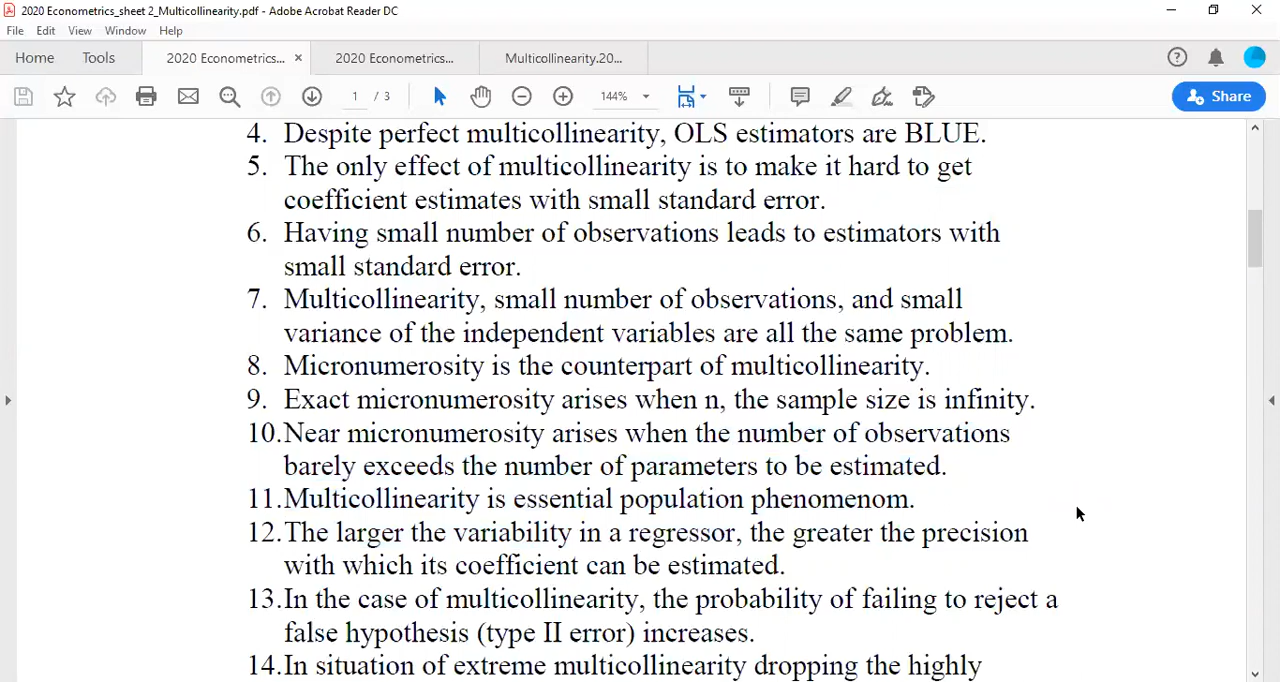 2020 Econometrics_sheet 2_Multicollinearity.pdf - Adobe Acrobat Reader DC
File Edit View Window Help
Home Tools 2020 Econometrics... × 2020 Econometrics... Multicollinearity.20...
1 / 3 144% Share
4. Despite perfect multicollinearity, OLS estimators are BLUE.
5. The only effect of multicollinearity is to make it hard to get
coefficient estimates with small standard error.
6. Having small number of observations leads to estimators with
small standard error.
7. Multicollinearity, small number of observations, and small
variance of the independent variables are all the same problem.
8. Micronumerosity is the counterpart of multicollinearity.
9. Exact micronumerosity arises when n, the sample size is infinity.
10.Near micronumerosity arises when the number of observations
barely exceeds the number of parameters to be estimated.
11.Multicollinearity is essential population phenomenom.
12.The larger the variability in a regressor, the greater the precision
with which its coefficient can be estimated.
13.In the case of multicollinearity, the probability of failing to reject a
false hypothesis (type II error) increases.
14.In situation of extreme multicollinearity dropping the highly